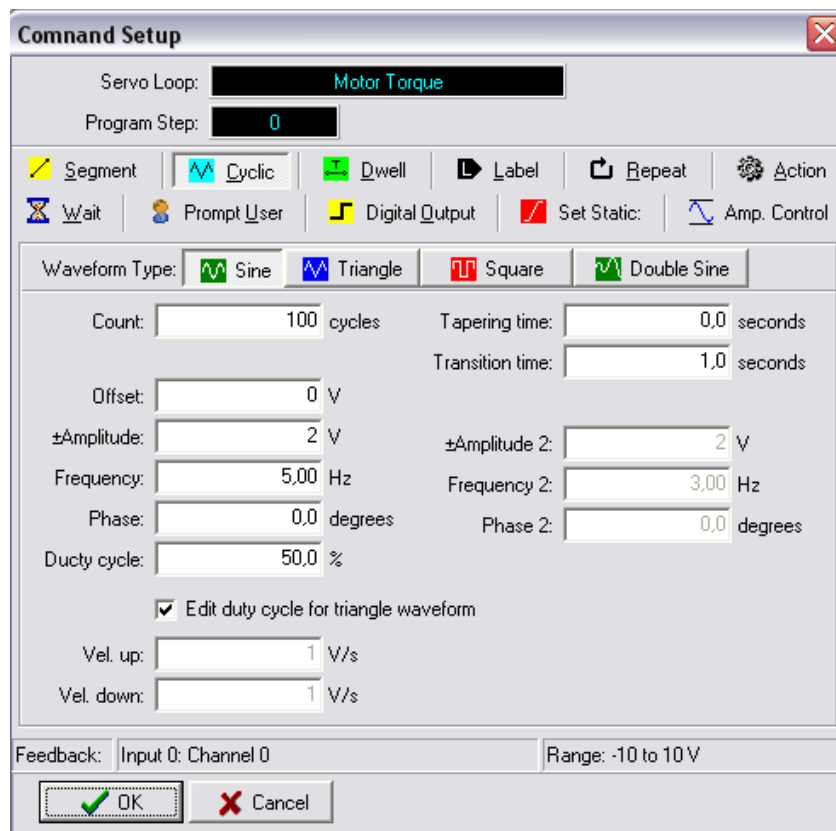 Comnand Setup
Servo Loop: Motor Torque
Program Step: 0
Segment Cyclic Dwell Label Repeat Action
Wait Prompt User Digital Output Set Static: Amp. Control
Waveform Type: Sine Triangle Square Double Sine
Count: 100 cycles Tapering time: 0,0 seconds
Transition time: 1,0 seconds
Offset: 0 V
±Amplitude: 2 V ±Amplitude 2: 2 V
Frequency: 5,00 Hz Frequency 2: 3,00 Hz
Phase: 0,0 degrees Phase 2: 0,0 degrees
Ducty cycle: 50,0 %
Edit duty cycle for triangle waveform
Vel. up: 1 V/s
Vel. down: 1 V/s
Feedback: Input 0: Channel 0 Range: -10 to 10 V
OK Cancel